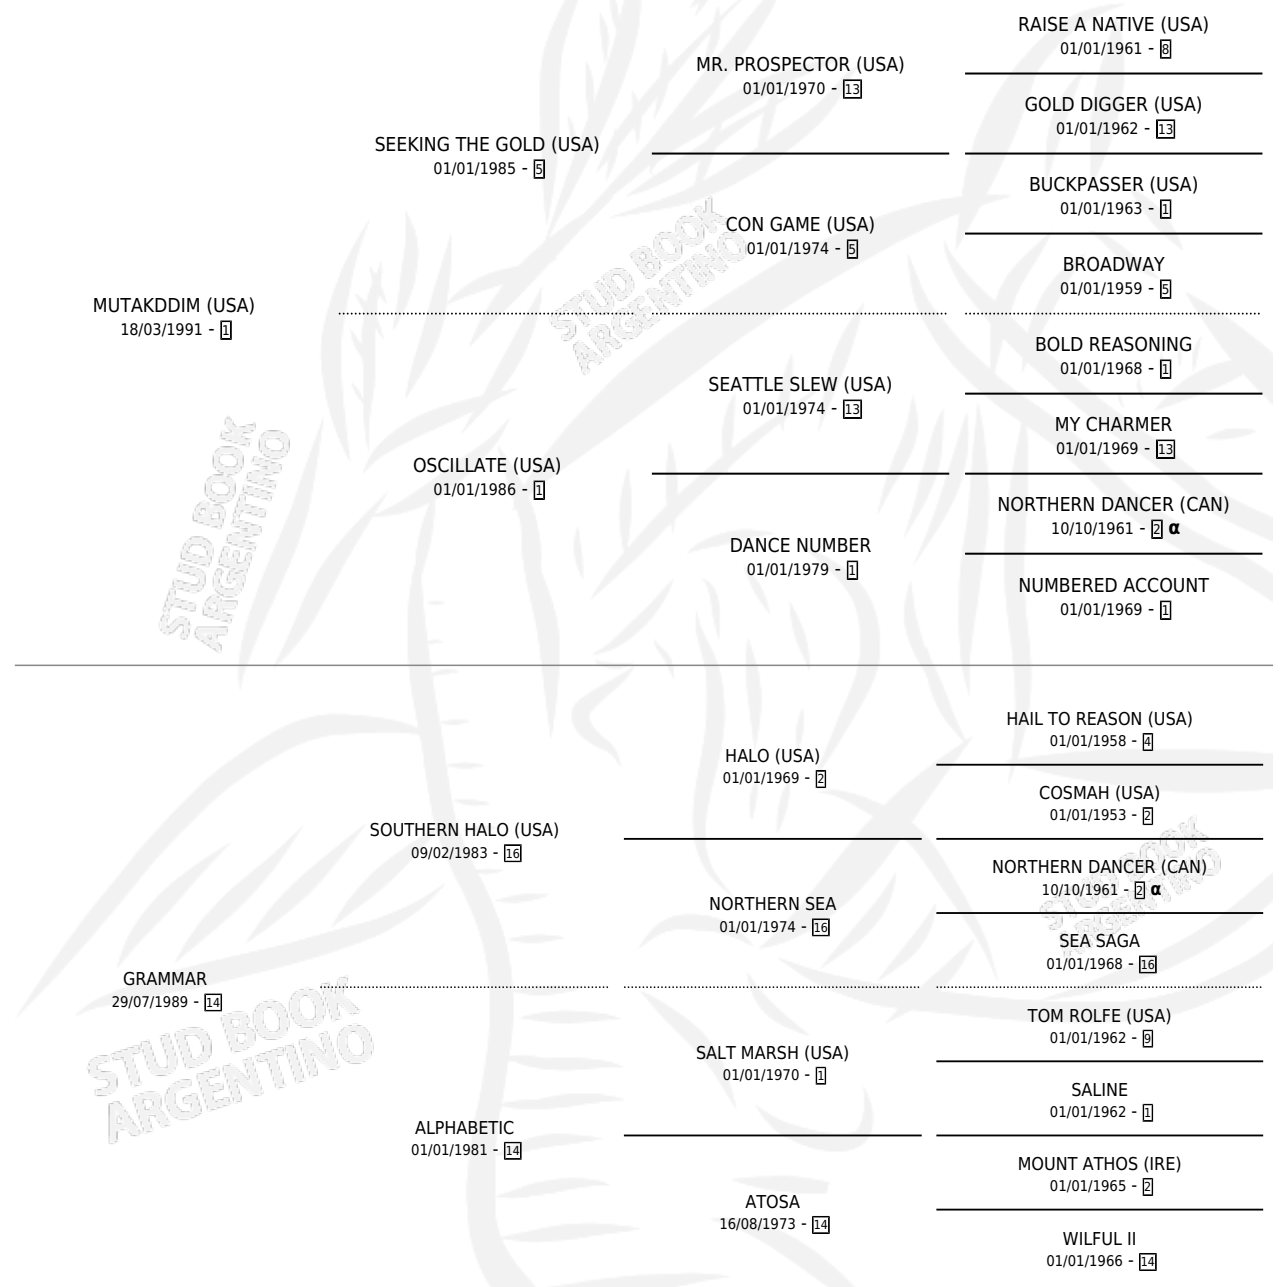 RAISE A NATIVE (USA)
01/01/1961 - 8
MR. PROSPECTOR (USA)
01/01/1970 - 13
GOLD DIGGER (USA)
01/01/1962 - 13
SEEKING THE GOLD (USA)
01/01/1985 - 5
BUCKPASSER (USA)
01/01/1963 - 1
CON GAME (USA)
01/01/1974 - 5
BROADWAY
01/01/1959 - 5
MUTAKDDIM (USA)
18/03/1991 - 1
BOLD REASONING
01/01/1968 - 1
SEATTLE SLEW (USA)
01/01/1974 - 13
MY CHARMER
01/01/1969 - 13
OSCILLATE (USA)
01/01/1986 - 1
NORTHERN DANCER (CAN)
10/10/1961 - 2 α
DANCE NUMBER
01/01/1979 - 1
NUMBERED ACCOUNT
01/01/1969 - 1
HAIL TO REASON (USA)
01/01/1958 - 4
HALO (USA)
01/01/1969 - 2
COSMAH (USA)
01/01/1953 - 2
SOUTHERN HALO (USA)
09/02/1983 - 16
NORTHERN DANCER (CAN)
10/10/1961 - 2 α
NORTHERN SEA
01/01/1974 - 16
SEA SAGA
01/01/1968 - 16
GRAMMAR
29/07/1989 - 14
TOM ROLFE (USA)
01/01/1962 - 9
SALT MARSH (USA)
01/01/1970 - 1
SALINE
01/01/1962 - 1
ALPHABETIC
01/01/1981 - 14
MOUNT ATHOS (IRE)
01/01/1965 - 2
ATOSA
16/08/1973 - 14
WILFUL II
01/01/1966 - 14
STUD BOOK
ARGENTINO
STUD BOOK
ARGENTINO
STUD BOOK
ARGENTINO
STUD BOOK
ARGENTINO